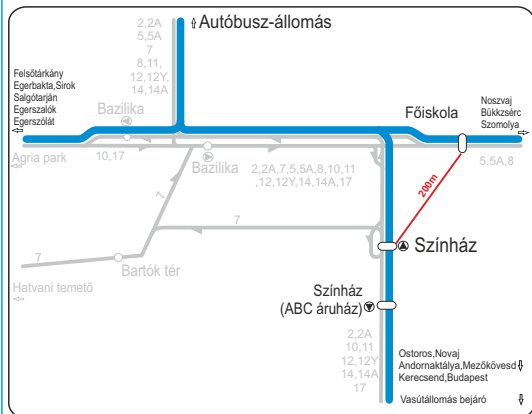 2,2A
5,5A
7
8,11,
12,12Y,
14,14A
Autóbusz-állomás
Felsőtárkány
Egerbakta,Sirok
Salgótarján
Egerszalók
Egerszólát
Bazilika
Főiskola
Noszvaj
Bükkzsérc
Szomolya
Agria park
10,17
Bazilika
2,2A,7,5,5A,8,10,11
,12,12Y,14,14A,17
5,5A,8
200m
7
7
7
Színház
Bartók tér
Hatvani temető
Színház
(ABC áruház)
2,2A
10,11
12,12Y
14,14A
17
Ostoros,Novaj
Andornaktálya,Mezőkövesd
Kerecsend,Budapest
Vasútállomás bejáró